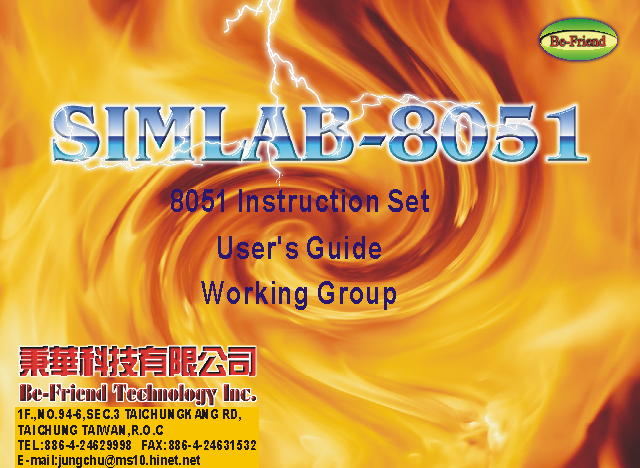 Be-Friend
SIMLAB-8051
8051 Instruction Set
User's Guide
Working Group
秉華科技有限公司
Be-Friend Technology Inc.
1F.,NO.94-6,SEC.3 TAICHUNGKANG RD,
TAICHUNG TAIWAN,R.O.C
TEL:886-4-24629998 FAX:886-4-24631532
E-mail:jungchu@ms10.hinet.net